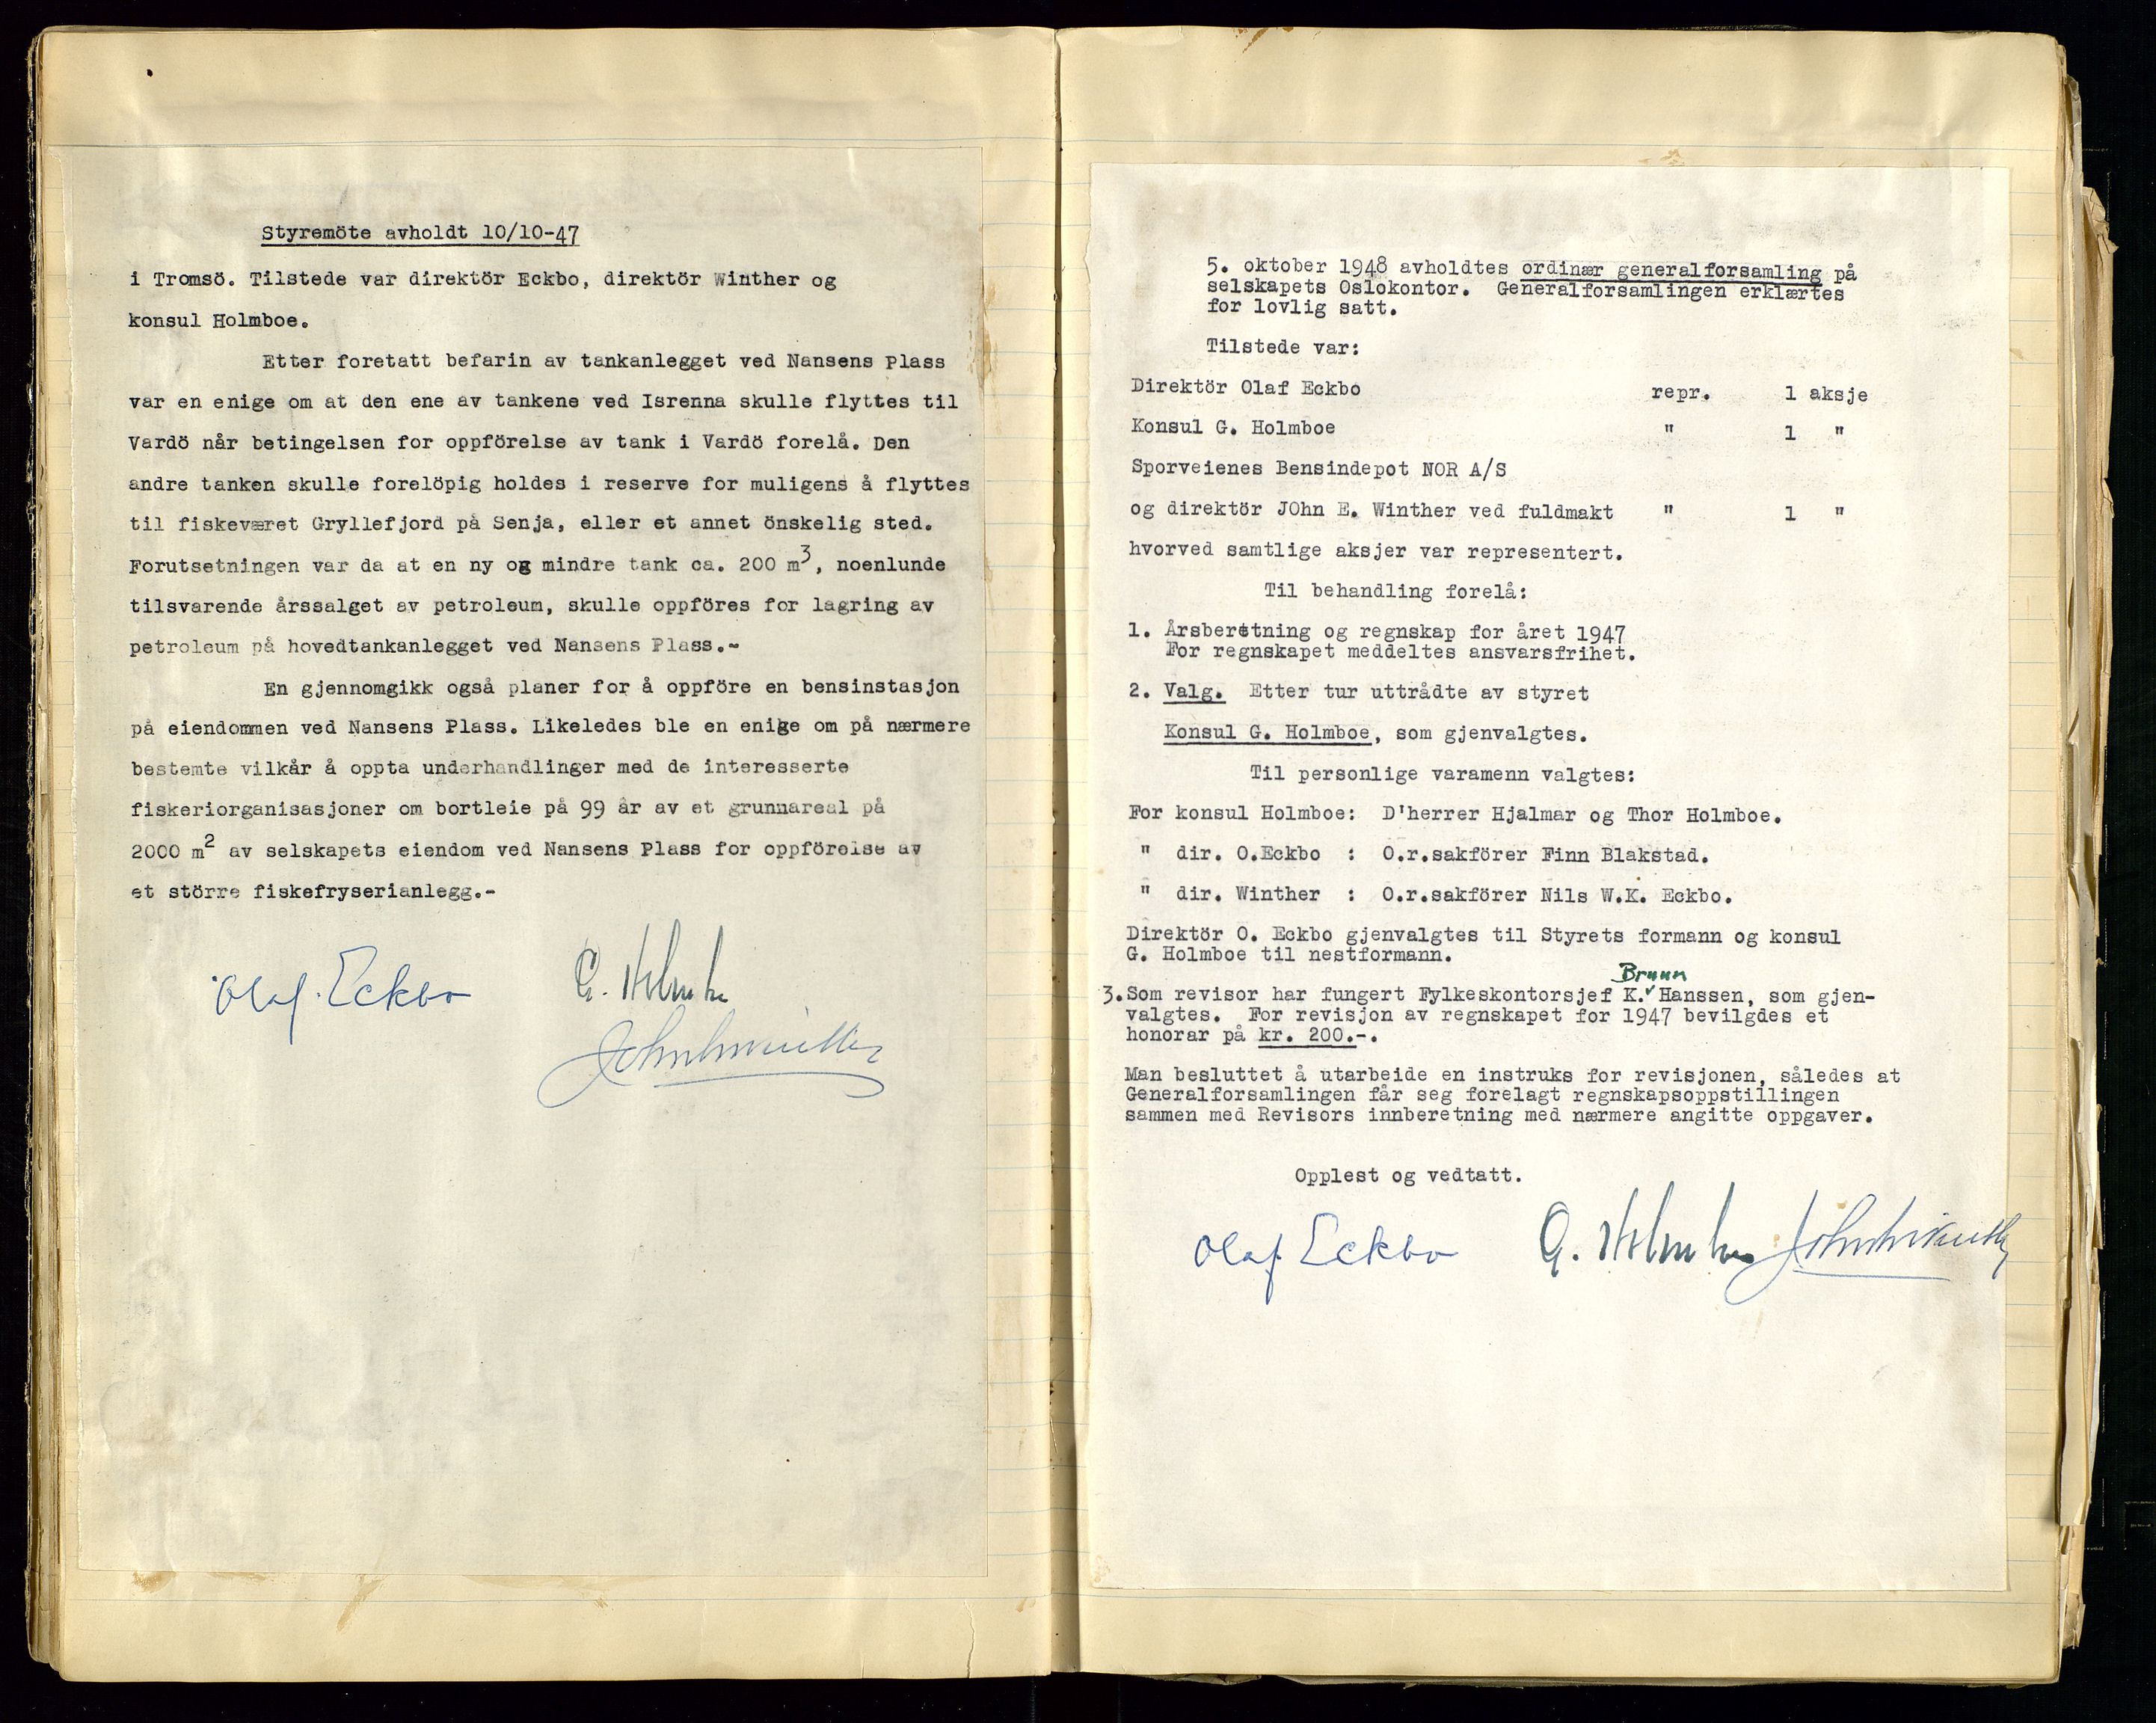 Styremöte avholdt 10/10-47
i Tromsö. Tilstede var direktör Eckbo, direktör Winther og
konsul Holmboe.
Etter foretatt befarin av tankanlegget ved Nansens Plass
var en enige om at den ene av tankene ved Isrenna skulle flyttes til
Vardö når betingelsen for oppförelse av tank i Vardö forelå. Den
andre tanken skulle forelöpig holdes i reserve for muligens å flyttes
til fiskeværet Gryllefjord på Senja, eller et annet önskelig sted.
Forutsetningen var da at en ny og mindre tank ca. 200 m³, noenlunde
tilsvarende årssalget av petroleum, skulle oppföres for lagring av
petroleum på hovedtankanlegget ved Nansens Plass.-
En gjennomgikk også planer for å oppföre en bensinstasjon
på eiendommen ved Nansens Plass. Likeledes ble en enige om på nærmere
bestemte vilkår å oppta underhandlinger med de interesserte
fiskeriorganisasjoner om bortleie på 99 år av et grunnareal på
2000 m² av selskapets eiendom ved Nansens Plass for oppförelse av
et större fiskefryserianlegg.-
Olaf Eckbo G. Holmboe
John E. Winther
5. oktober 1948 avholdtes ordinær generalforsamling på
selskapets Oslokontor. Generalforsamlingen erklærtes
for lovlig satt.
Tilstede var:
Direktör Olaf Eckbo repr. 1 aksje
Konsul G. Holmboe " 1 "
Sporveienes Bensindepot NOR A/S
og direktör JOhn E. Winther ved fuldmakt " 1 "
hvorved samtlige aksjer var representert.
Til behandling forelå:
1. Årsberetning og regnskap for året 1947
For regnskapet meddeltes ansvarsfrihet.
2. Valg. Etter tur uttrådte av styret
Konsul G. Holmboe, som gjenvalgtes.
Til personlige varamenn valgtes:
For konsul Holmboe: D'herrer Hjalmar og Thor Holmboe.
" dir. O.Eckbo : O.r.sakförer Finn Blakstad.
" dir. Winther : O.r.sakförer Nils W.K. Eckbo.
Direktör O. Eckbo gjenvalgtes til Styrets formann og konsul
G. Holmboe til nestformann.
Bruun
3. Som revisor har fungert Fylkeskontorsjef K.✓ Hanssen, som gjen-
valgtes. For revisjon av regnskapet for 1947 bevilgdes et
honorar på kr. 200.-.
Man besluttet å utarbeide en instruks for revisjonen, således at
Generalforsamlingen får seg forelagt regnskapsoppstillingen
sammen med Revisors innberetning med nærmere angitte oppgaver.
Opplest og vedtatt.
Olaf Eckbo G. Holmboe John E. Winther